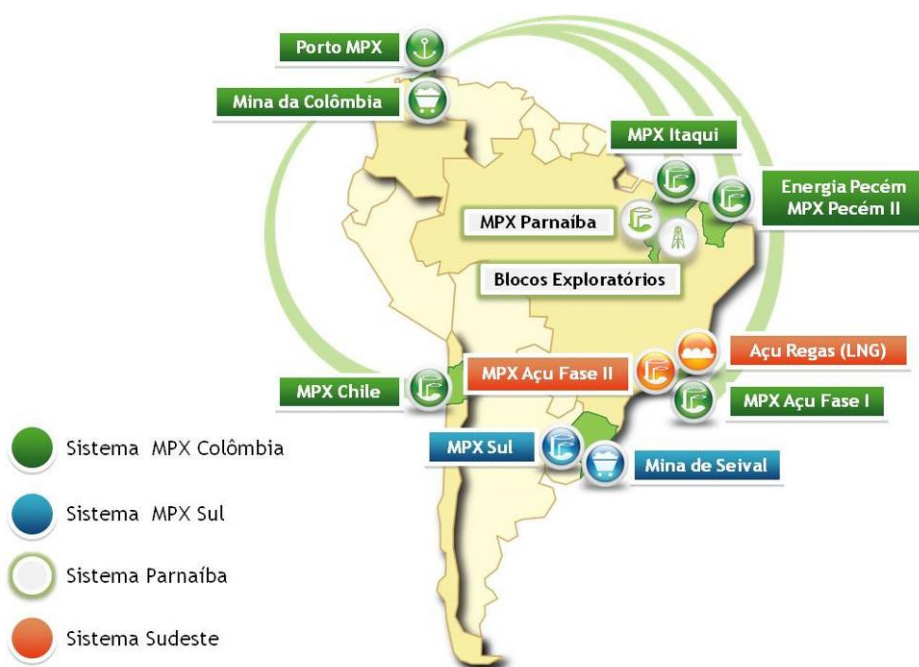 Porto MPX
Mina da Colômbia
MPX Itaqui
Energia Pecém
MPX Pecém II
MPX Parnaíba
Blocos Exploratórios
Açu Regas (LNG)
MPX Açu Fase II
MPX Chile
MPX Açu Fase I
MPX Sul
Mina de Seival
Sistema MPX Colômbia
Sistema MPX Sul
Sistema Parnaíba
Sistema Sudeste